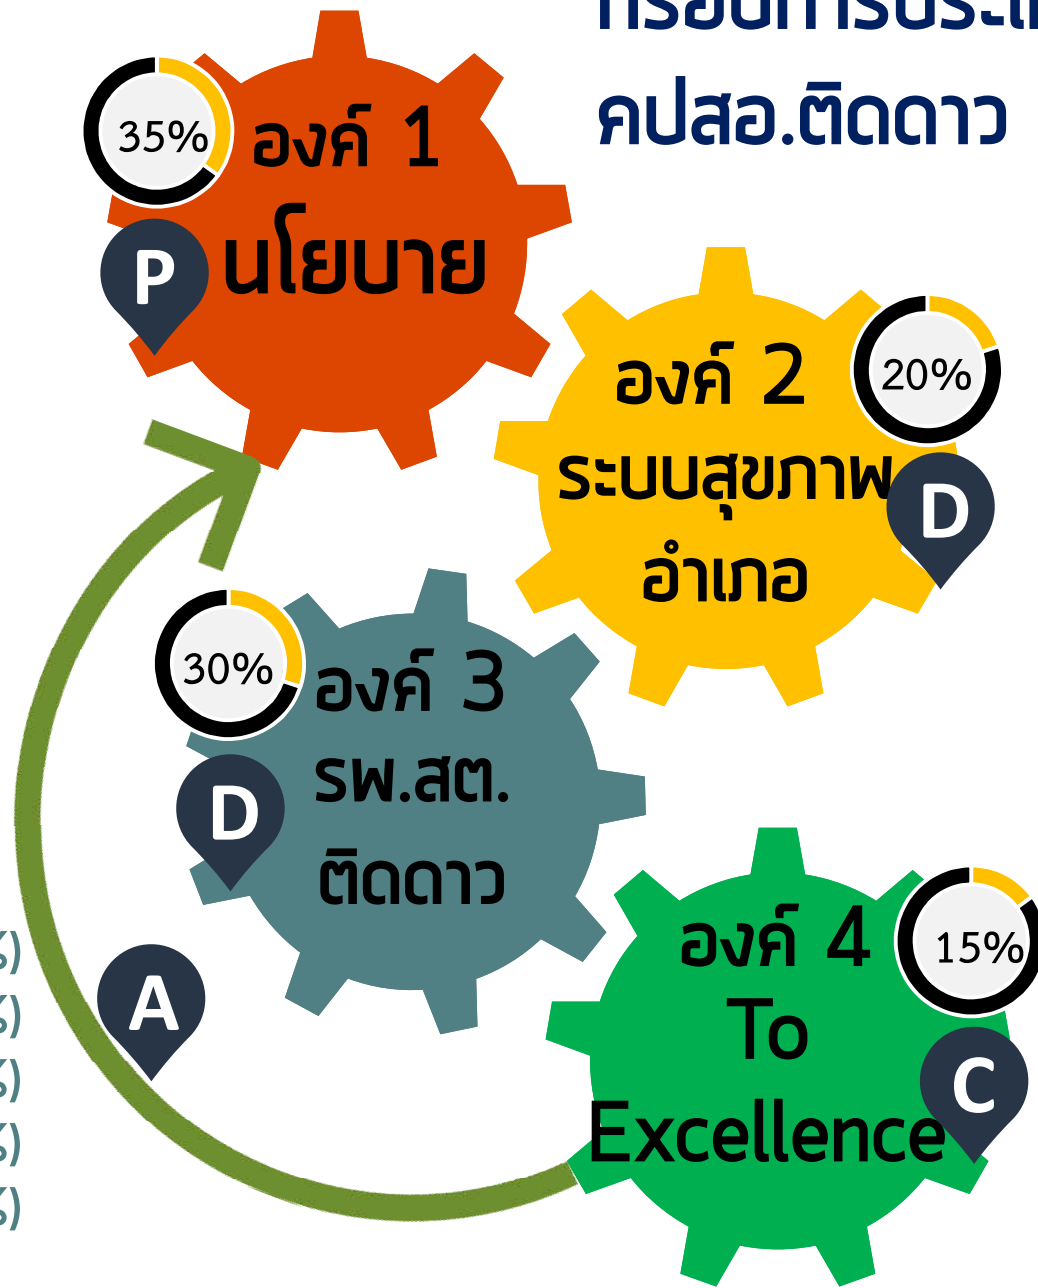 คปสอ.ติดดาว
35%
องค์ 1
นโยบาย
P
องค์ 2
ระบบสุขภาพ
อำเภอ
20%
D
30%
องค์ 3
รพ.สต.
ติดดาว
D
A
องค์ 4
To
Excellence
15%
C